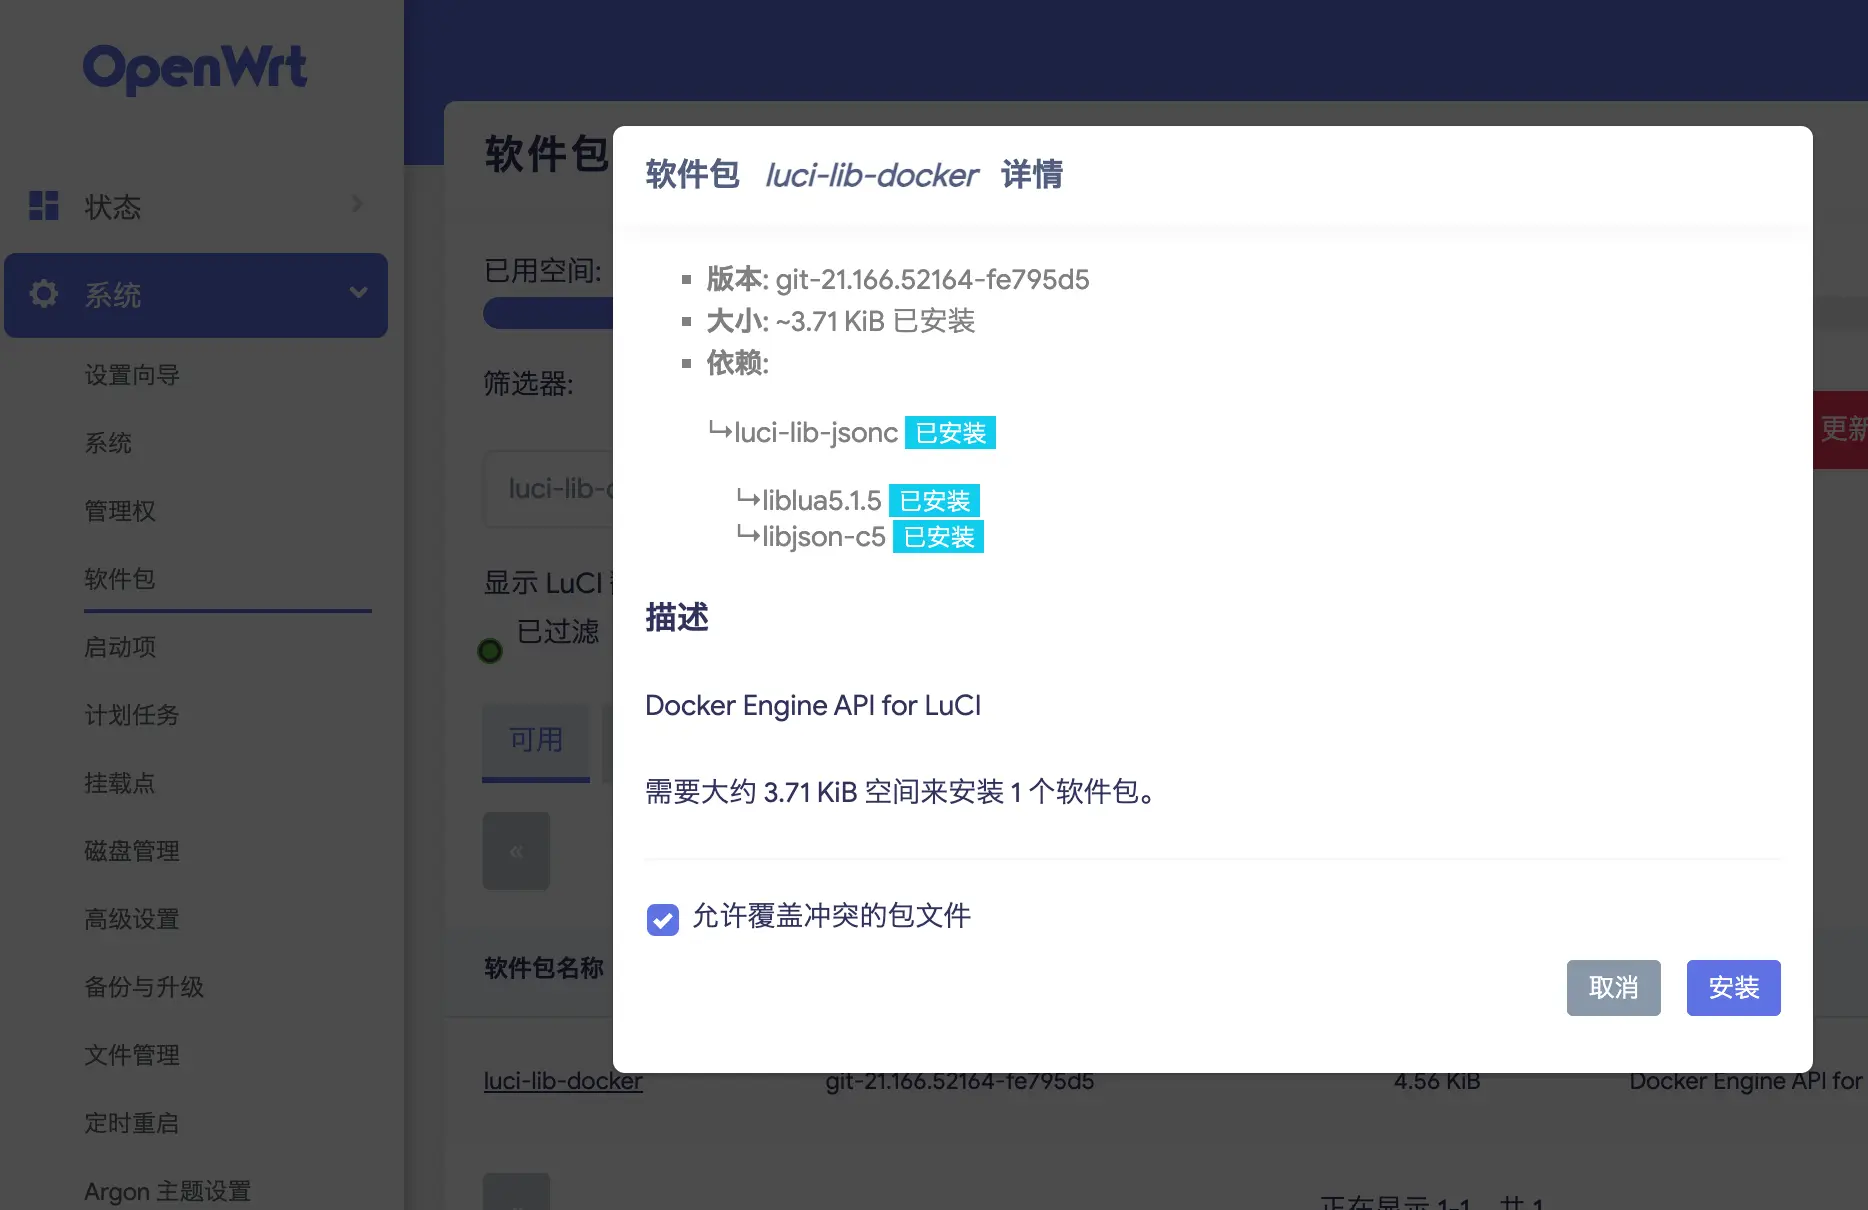 OpenWrt
状态
系统
设置向导
系统
管理权
软件包
启动项
计划任务
挂载点
磁盘管理
高级设置
备份与升级
文件管理
定时重启
Argon 主题设置
软件包
已用空间:
筛选器:
luci-lib-
显示 LuCI
已过滤
可用
«
软件包名称
luci-lib-docker git-21.166.52164-fe795d5 4.56 KiB Docker Engine API for
正在显示 1-1，共 1
更新
软件包 luci-lib-docker 详情
版本: git-21.166.52164-fe795d5
大小: ~3.71 KiB 已安装
依赖:
↳luci-lib-jsonc 已安装
↳liblua5.1.5 已安装
↳libjson-c5 已安装
描述
Docker Engine API for LuCI
需要大约 3.71 KiB 空间来安装 1 个软件包。
允许覆盖冲突的包文件
取消
安装